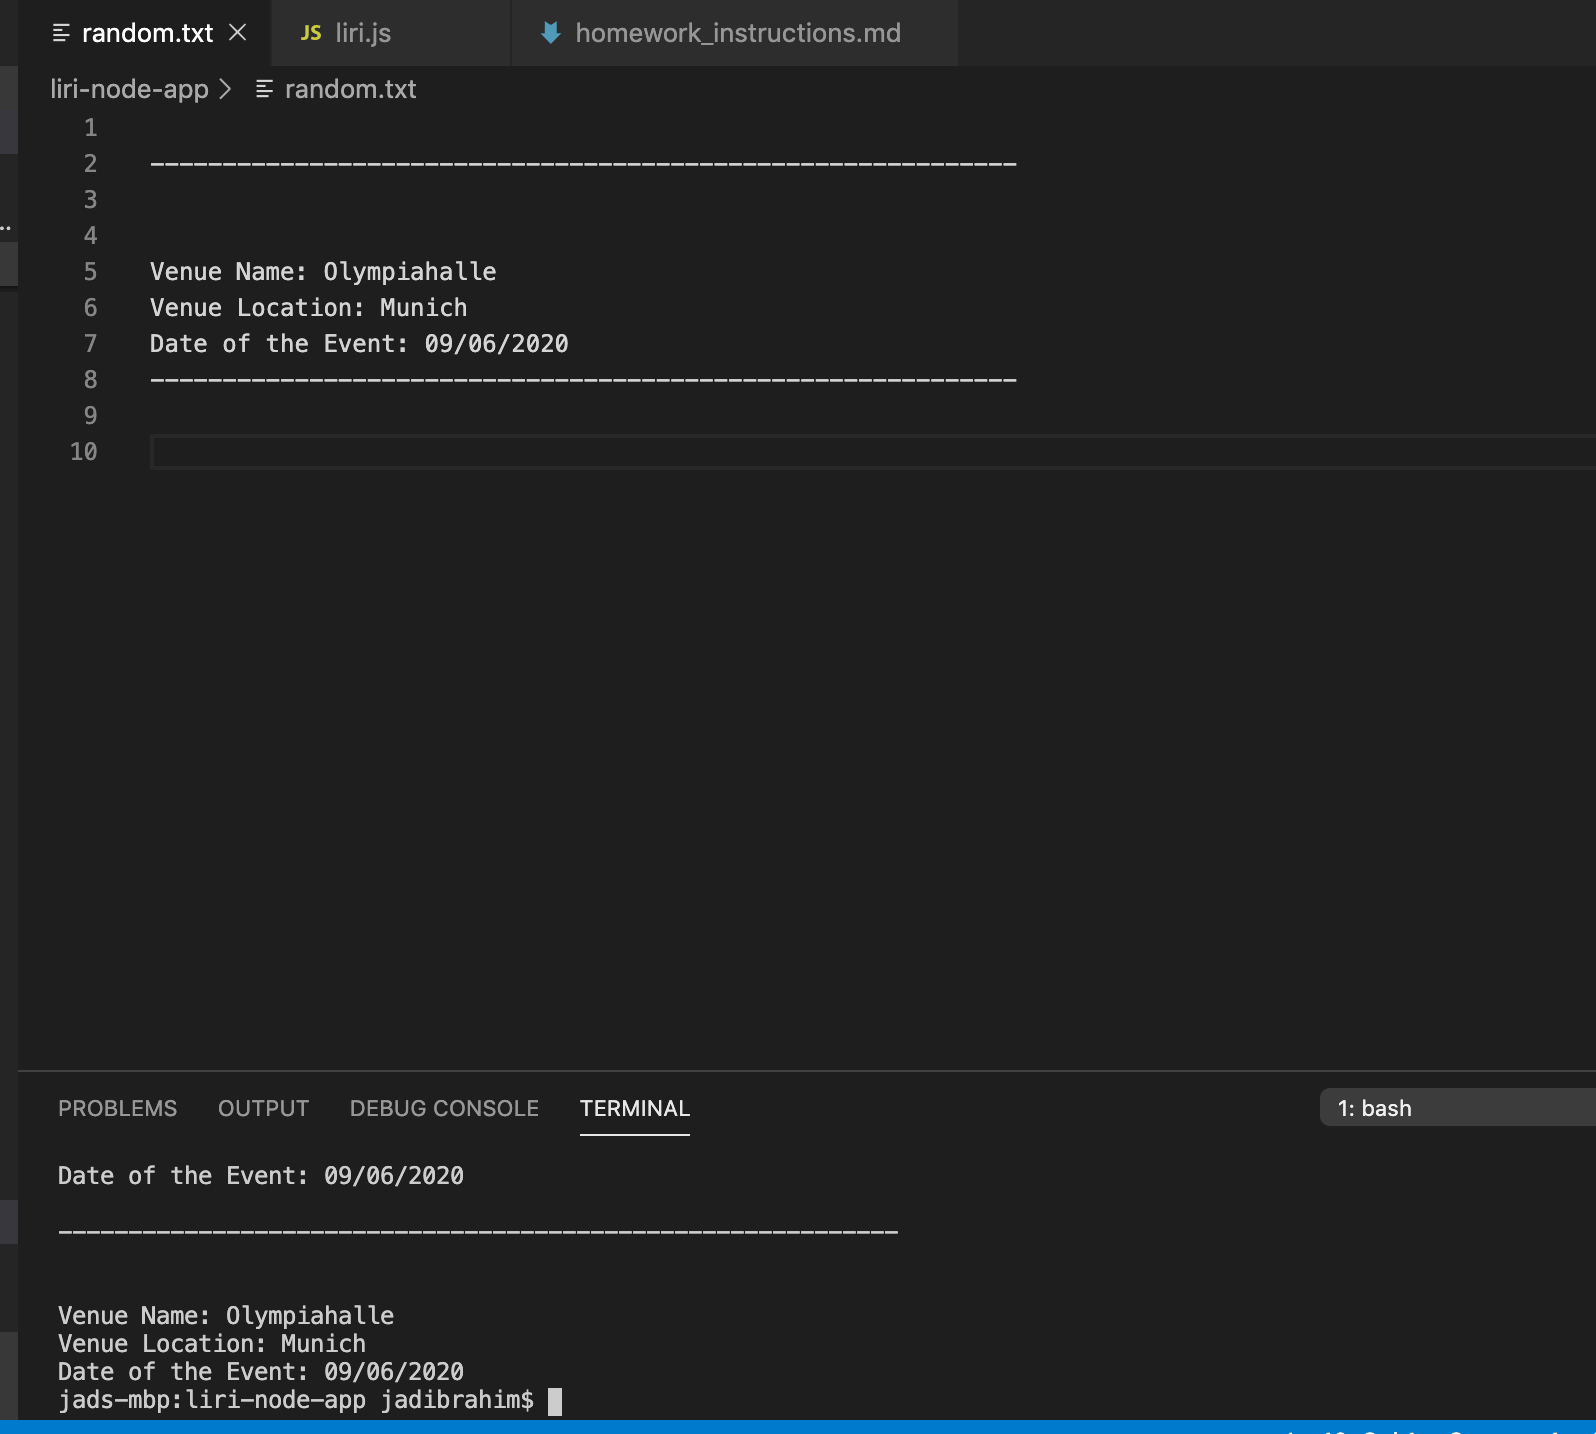 random.txt
JS liri.js
homework_instructions.md
liri-node-app > random.txt
1
2 ------------------------------------------------------------
3
4
5 Venue Name: Olympiahalle
6 Venue Location: Munich
7 Date of the Event: 09/06/2020
8 ------------------------------------------------------------
9
10
PROBLEMS OUTPUT DEBUG CONSOLE TERMINAL 1: bash
Date of the Event: 09/06/2020
------------------------------------------------------------
Venue Name: Olympiahalle
Venue Location: Munich
Date of the Event: 09/06/2020
jads-mbp:liri-node-app jadibrahim$